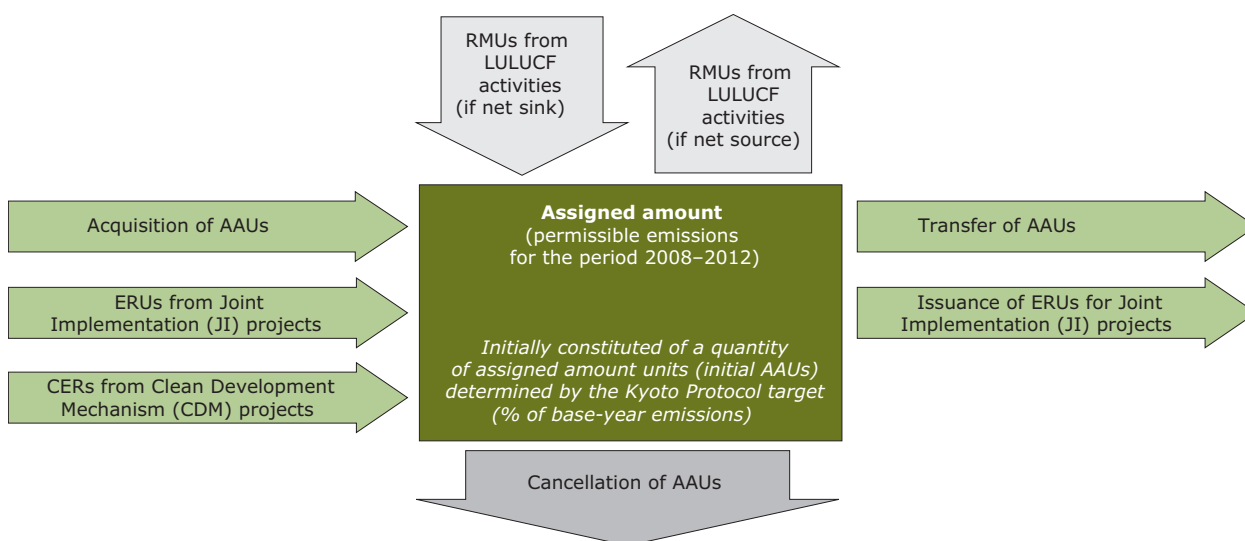 RMUs from
LULUCF
activities
(if net sink)
RMUs from
LULUCF
activities
(if net source)
Acquisition of AAUs
ERUs from Joint
Implementation (JI) projects
CERs from Clean Development
Mechanism (CDM) projects
Assigned amount
(permissible emissions
for the period 2008–2012)
Initially constituted of a quantity
of assigned amount units (initial AAUs)
determined by the Kyoto Protocol target
(% of base-year emissions)
Transfer of AAUs
Issuance of ERUs for Joint
Implementation (JI) projects
Cancellation of AAUs